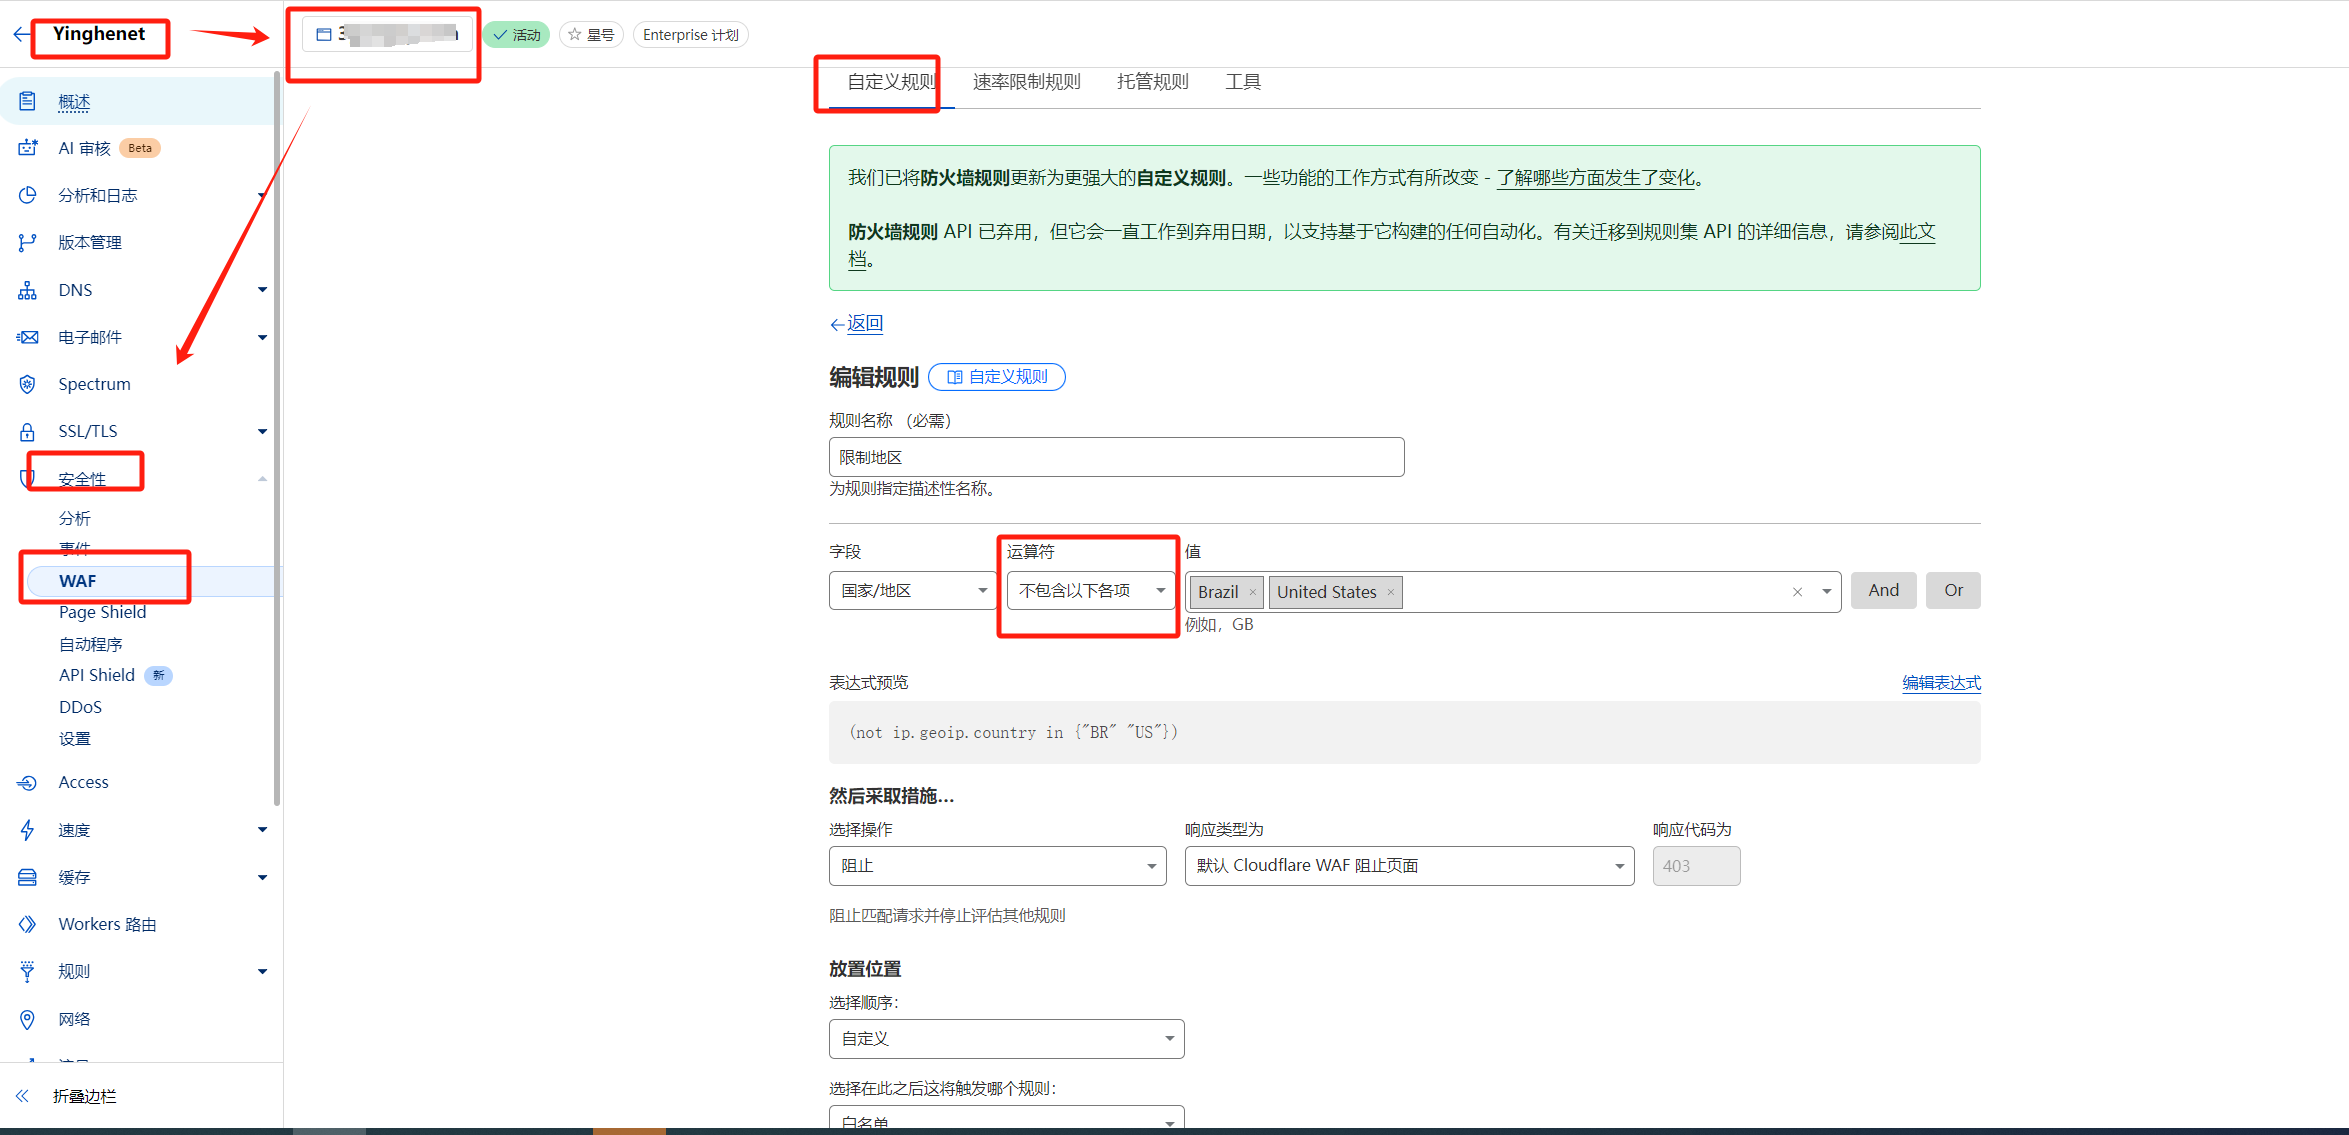 Yinghenet
活动
星号
Enterprise 计划
概述
AI 审核 Beta
分析和日志
版本管理
DNS
电子邮件
Spectrum
SSL/TLS
安全性
分析
事件
WAF
Page Shield
自动程序
API Shield 新
DDoS
设置
Access
速度
缓存
Workers 路由
规则
网络
折叠边栏
自定义规则 速率限制规则 托管规则 工具
我们已将防火墙规则更新为更强大的自定义规则。一些功能的工作方式有所改变 - 了解哪些方面发生了变化。
防火墙规则 API 已弃用，但它会一直工作到弃用日期，以支持基于它构建的任何自动化。有关迁移到规则集 API 的详细信息，请参阅此文
档。
返回
编辑规则 自定义规则
规则名称 （必需）
限制地区
为规则指定描述性名称。
字段 运算符 值
国家/地区 不包含以下各项 Brazil × United States × And Or
例如，GB
表达式预览 编辑表达式
(not ip.geoip.country in {"BR" "US"})
然后采取措施...
选择操作 响应类型为 响应代码为
阻止 默认 Cloudflare WAF 阻止页面 403
阻止匹配请求并停止评估其他规则
放置位置
选择顺序：
自定义
选择在此之后这将触发哪个规则：
白名单